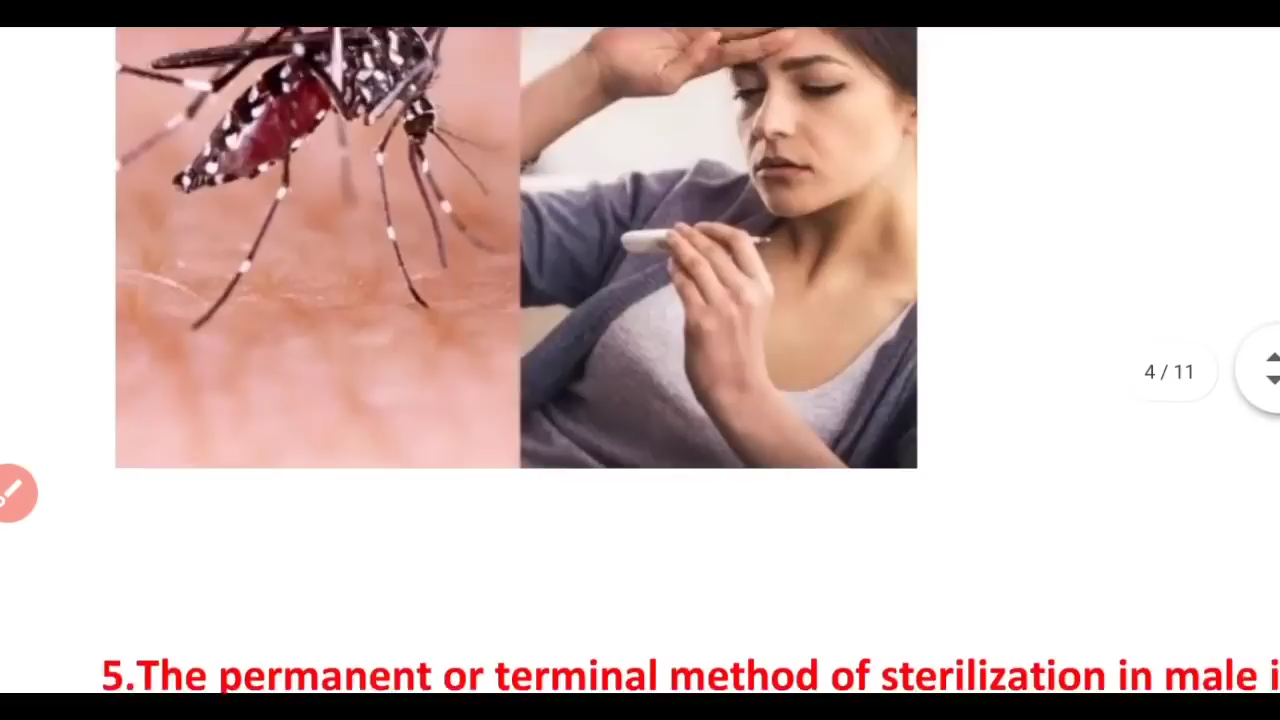 4 / 11
5.The permanent or terminal method of sterilization in male i